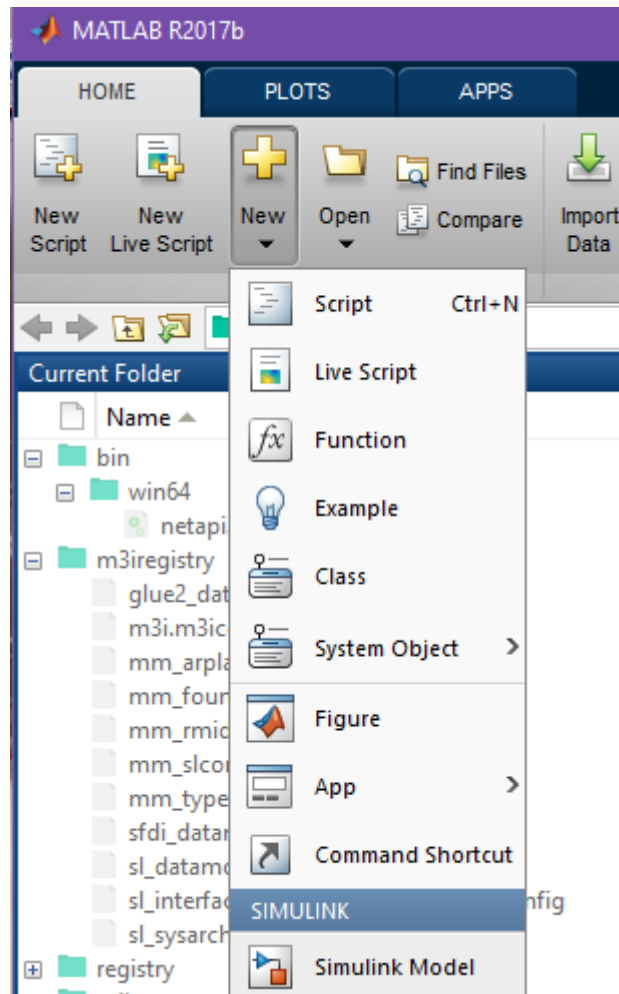 MATLAB R2017b
HOME PLOTS APPS
New Script
New Live Script
New
Open
Find Files
Compare
Import Data
Script Ctrl+N
Live Script
Function
Example
Class
System Object
Figure
App
Command Shortcut
SIMULINK
Simulink Model
Current Folder
Name
bin
win64
netapi
m3iregistry
glue2_dat
m3i.m3ic
mm_arpla
mm_foun
mm_rmid
mm_slcor
mm_type
sfdi_datar
sl_datamo
sl_interfac nfig
sl_sysarch
registry